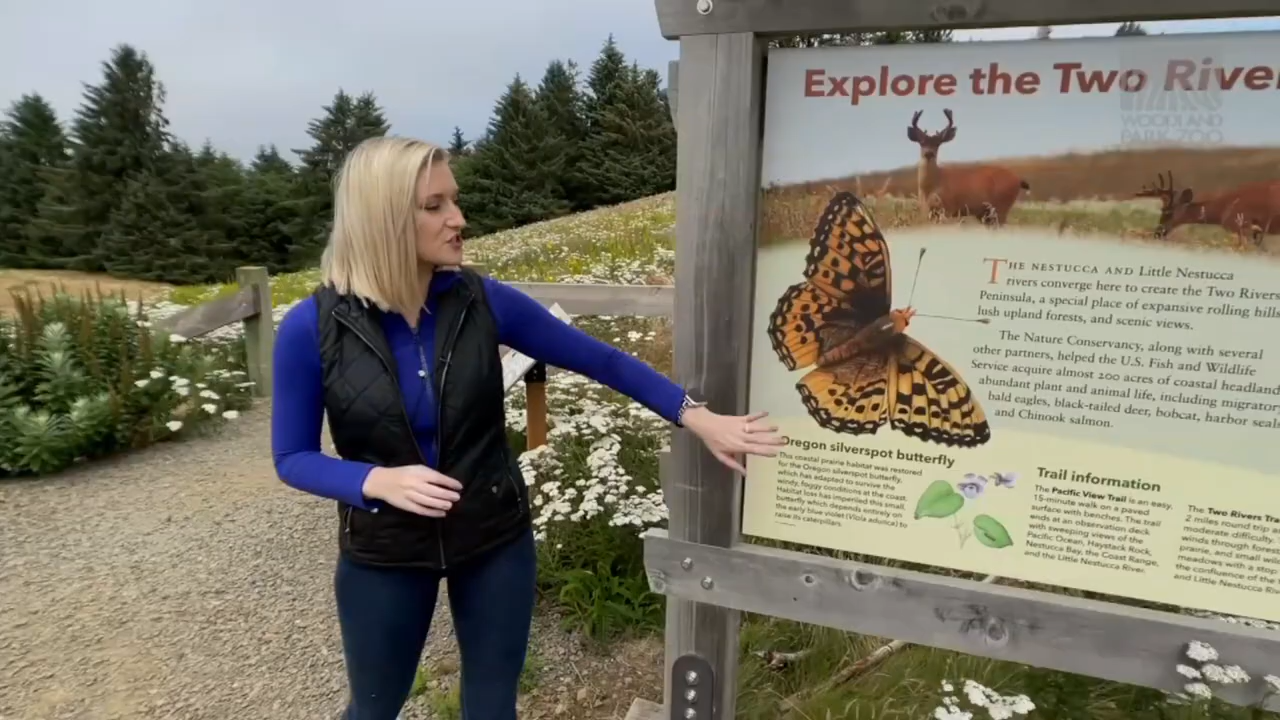 Explore the Two River
WOODLAND
PARK ZOO
THE NESTUCCA AND Little Nestucca
rivers converge here to create the Two Rivers
Peninsula, a special place of expansive rolling hills
lush upland forests, and scenic views.
The Nature Conservancy, along with several
other partners, helped the U.S. Fish and Wildlife
Service acquire almost 200 acres of coastal headland
abundant plant and animal life, including migrator
bald eagles, black-tailed deer, bobcat, harbor seals
and Chinook salmon.
Oregon silverspot butterfly
This coastal prairie habitat was restored
for the Oregon silverspot butterfly,
which has adapted to survive the
windy, foggy conditions at the coast.
Habitat loss has imperiled this small
butterfly which depends entirely on
the early blue violet (Viola adunca) to
raise its caterpillars.
Trail information
The Pacific View Trail is an easy,
15-minute walk on a paved
surface with benches. The trail
ends at an observation deck
with sweeping views of the
Pacific Ocean, Haystack Rock,
Nestucca Bay, the Coast Range,
and the Little Nestucca River.
The Two Rivers Tra
2 miles round trip a
moderate difficulty.
winds through fores
prairie, and small w
meadows with a stop
the confluence of the
and Little Nestucca Riv